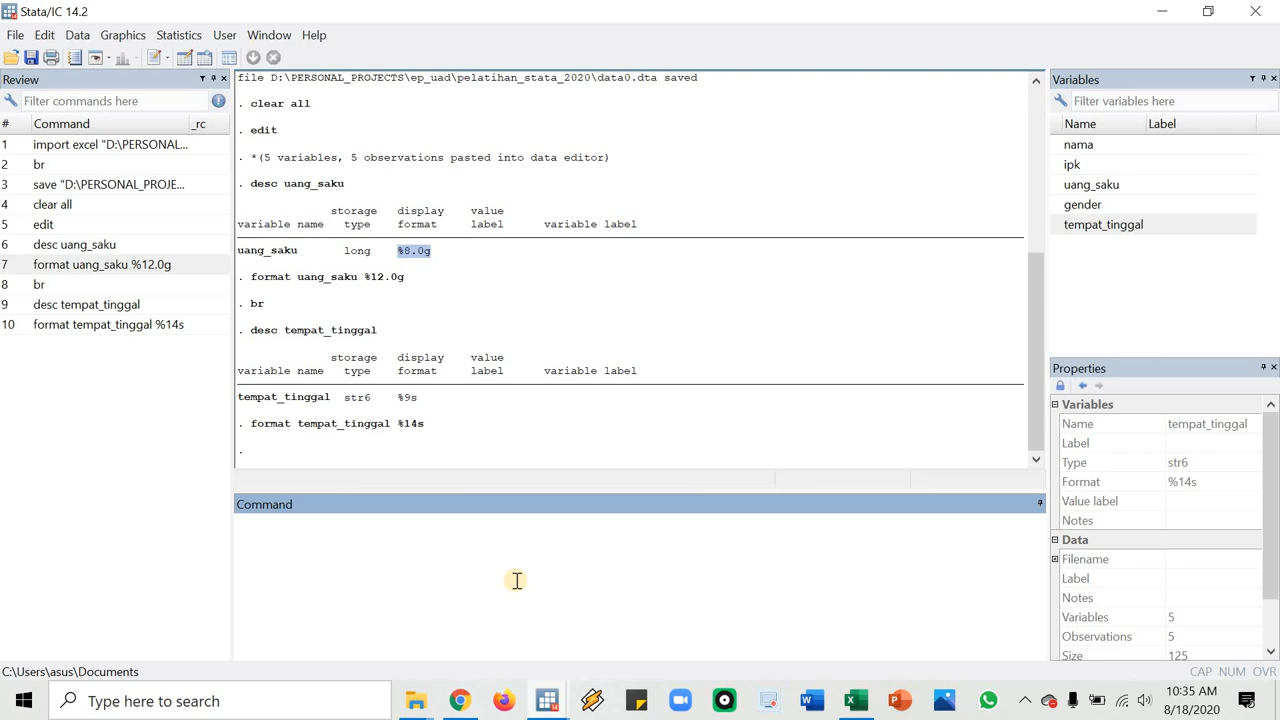 Stata/IC 14.2
File Edit Data Graphics Statistics User Window Help
Review
Filter commands here
# Command _rc
1 import excel "D:\PERSONAL...
2 br
3 save "D:\PERSONAL_PROJE...
4 clear all
5 edit
6 desc uang_saku
7 format uang_saku %12.0g
8 br
9 desc tempat_tinggal
10 format tempat_tinggal %14s
file D:\PERSONAL_PROJECTS\ep_uad\pelatihan_stata_2020\data0.dta saved
. clear all
. edit
. *(5 variables, 5 observations pasted into data editor)
. desc uang_saku
storage display value
variable name type format label variable label
uang_saku long %8.0g
. format uang_saku %12.0g
. br
. desc tempat_tinggal
storage display value
variable name type format label variable label
tempat_tinggal str6 %9s
. format tempat_tinggal %14s
.
Command
Variables
Filter variables here
Name Label
nama
ipk
uang_saku
gender
tempat_tinggal
Properties
Variables
Name tempat_tinggal
Label
Type str6
Format %14s
Value label
Notes
Data
Filename
Label
Notes
Variables 5
Observations 5
Size 125
C:\Users\asus\Documents
CAP NUM OVR
Type here to search
10:35 AM
8/18/2020